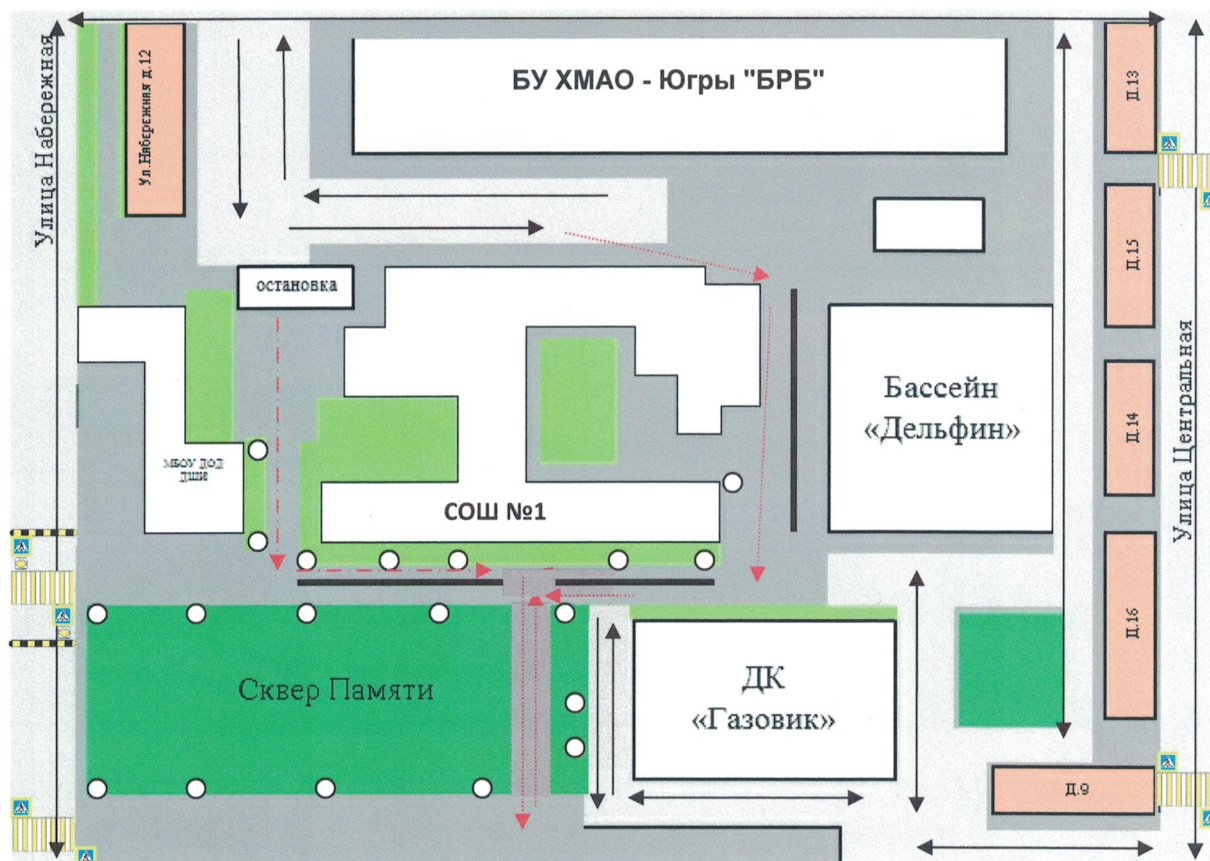 Улица Набережная
Ул.Набережная д.12
БУ ХМАО - Югры "БРБ"
Д.13
Д.15
остановка
Бассейн
«Дельфин»
Улица Центральная
Д.14
МБОУ ДОД
ДШИ
СОШ №1
Д.16
Сквер Памяти
ДК
«Газовик»
Д.9